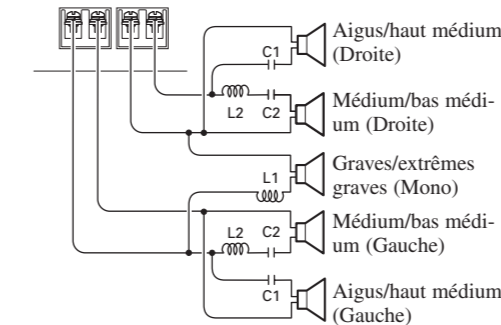 Aigus/haut médium
(Droite)
C1
L2 C2
Médium/bas médi-
um (Droite)
L1
Graves/extrêmes
graves (Mono)
L2 C2
Médium/bas médi-
um (Gauche)
C1
Aigus/haut médium
(Gauche)